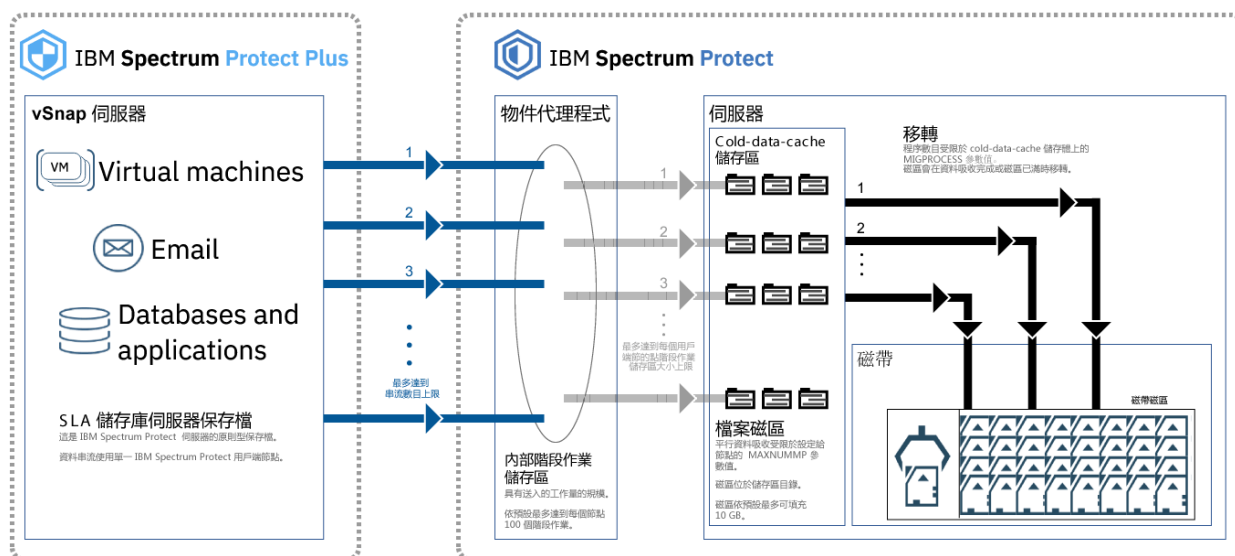 IBM Spectrum Protect Plus
vSnap 伺服器
VM
Virtual machines
Email
Databases and
applications
SLA 儲存庫伺服器保存檔
這是 IBM Spectrum Protect 伺服器的原則型保存檔。
資料串流使用單一 IBM Spectrum Protect 用戶端節點。
1
2
3
最多達到
串流數目上限
IBM Spectrum Protect
物件代理程式
內部階段作業
儲存區
具有送入的工作量的規模。
依預設最多達到每個節點
100 個階段作業。
1
2
3
最多達到每個用戶
端節的點階段作業
儲存區大小上限
伺服器
Cold-data-cache
儲存區
檔案磁區
平行資料吸收受限於設定給
節點的 MAXNUMMP 參
數值。
磁區位於儲存區目錄。
磁區依預設最多可填充
10 GB。
移轉
程序數目受限於 cold-data-cache 儲存體上的
MIGPROCESS 參數值。
磁區會在資料吸收完成或磁區已滿時移轉。
1
2
磁帶
磁帶磁區